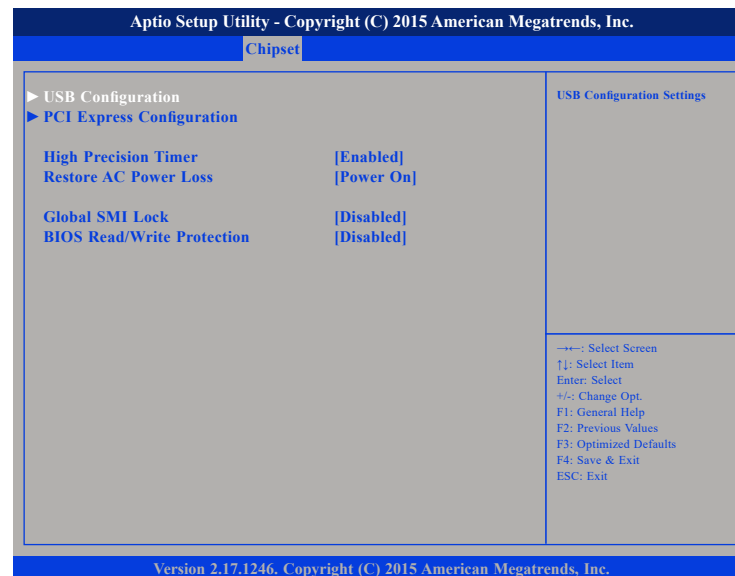 Aptio Setup Utility - Copyright (C) 2015 American Megatrends, Inc.
Chipset
► USB Configuration
► PCI Express Configuration
High Precision Timer [Enabled]
Restore AC Power Loss [Power On]
Global SMI Lock [Disabled]
BIOS Read/Write Protection [Disabled]
USB Configuration Settings
→←: Select Screen
↑↓: Select Item
Enter: Select
+/-: Change Opt.
F1: General Help
F2: Previous Values
F3: Optimized Defaults
F4: Save & Exit
ESC: Exit
Version 2.17.1246. Copyright (C) 2015 American Megatrends, Inc.